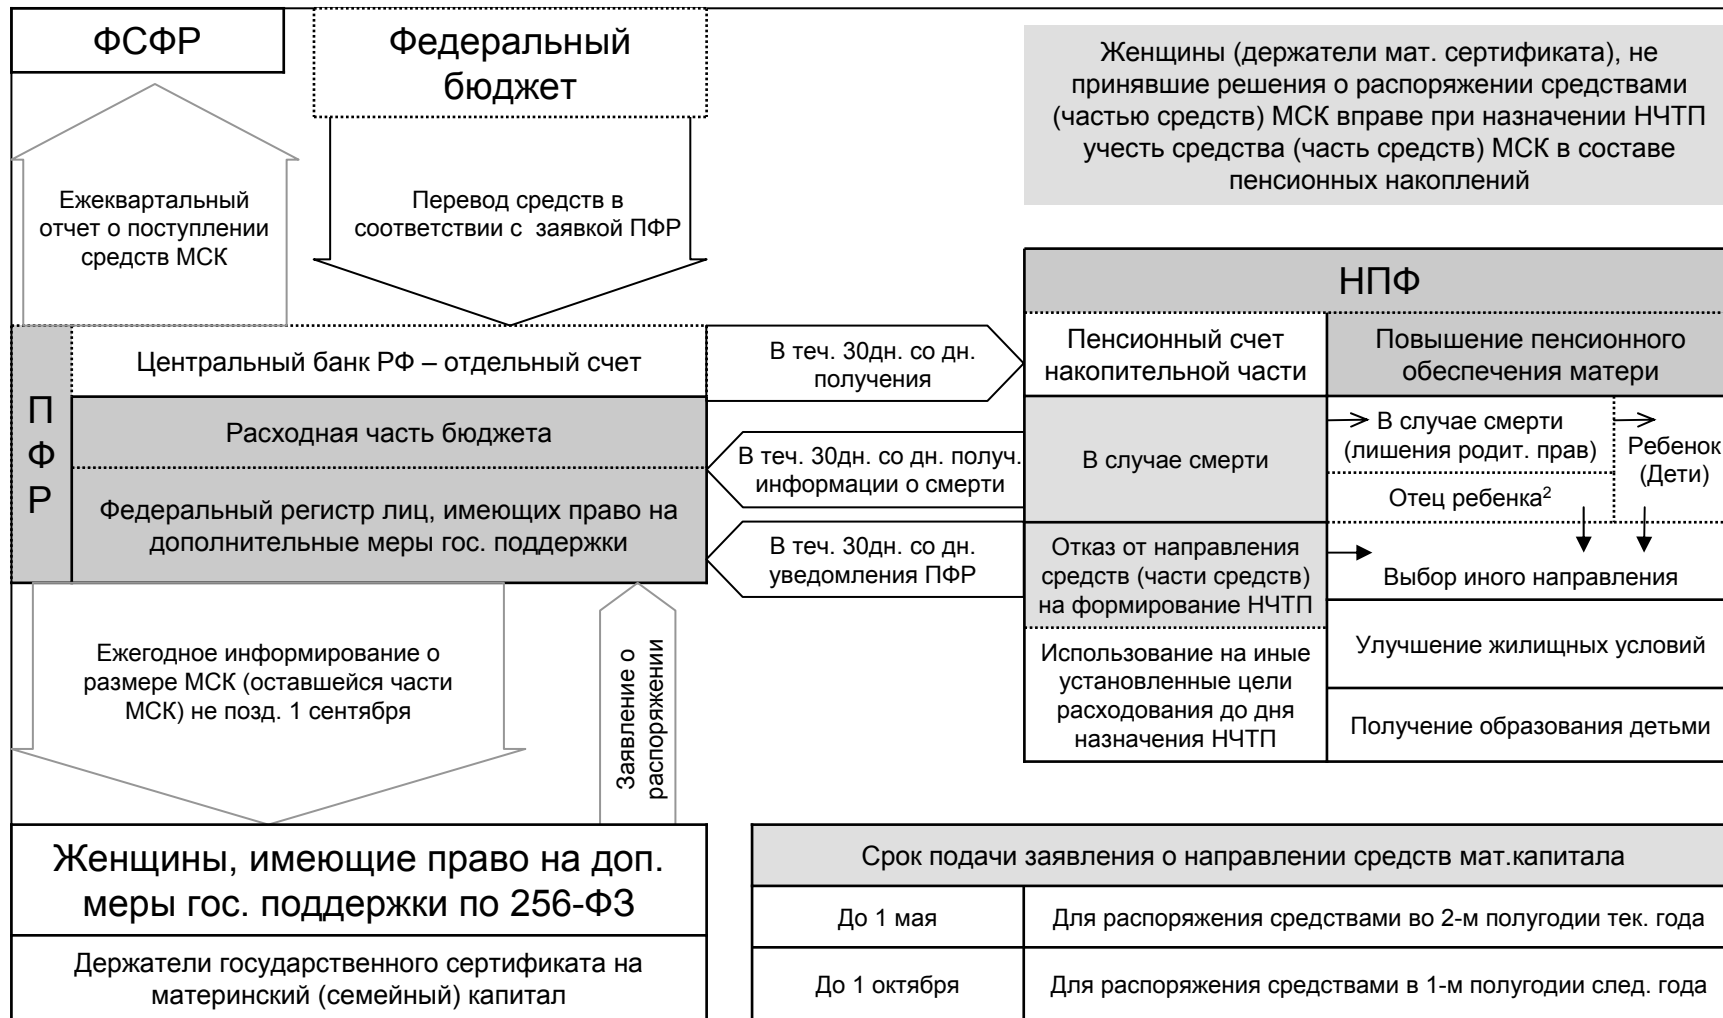 ФСФР
Федеральный
бюджет
Женщины (держатели мат. сертификата), не
принявшие решения о распоряжении средствами
(частью средств) МСК вправе при назначении НЧТП
учесть средства (часть средств) МСК в составе
пенсионных накоплений
Ежеквартальный
отчет о поступлении
средств МСК
Перевод средств в
соответствии с заявкой ПФР
ПФР
Центральный банк РФ – отдельный счет
Расходная часть бюджета
Федеральный регистр лиц, имеющих право на
дополнительные меры гос. поддержки
В теч. 30дн. со дн.
получения
В теч. 30дн. со дн. получ.
информации о смерти
В теч. 30дн. со дн.
уведомления ПФР
НПФ
Пенсионный счет
накопительной части
Повышение пенсионного
обеспечения матери
В случае смерти
В случае смерти
(лишения родит. прав)
Отец ребенка²
Ребенок
(Дети)
Отказ от направления
средств (части средств)
на формирование НЧТП
Выбор иного направления
Использование на иные
установленные цели
расходования до дня
назначения НЧТП
Улучшение жилищных условий
Получение образования детьми
Ежегодное информирование о
размере МСК (оставшейся части
МСК) не позд. 1 сентября
Заявление о
распоряжении
Женщины, имеющие право на доп.
меры гос. поддержки по 256-ФЗ
Держатели государственного сертификата на
материнский (семейный) капитал
Срок подачи заявления о направлении средств мат.капитала
До 1 мая
Для распоряжения средствами во 2-м полугодии тек. года
До 1 октября
Для распоряжения средствами в 1-м полугодии след. года